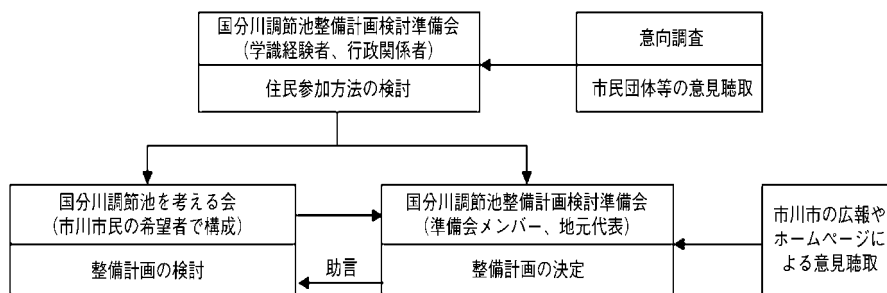 国分川調節池整備計画検討準備会
(学識経験者、行政関係者)
住民参加方法の検討
意向調査
市民団体等の意見聴取
国分川調節池を考える会
(市川市民の希望者で構成)
整備計画の検討
助言
国分川調節池整備計画検討準備会
(準備会メンバー、地元代表)
整備計画の決定
市川市の広報や
ホームページに
よる意見聴取